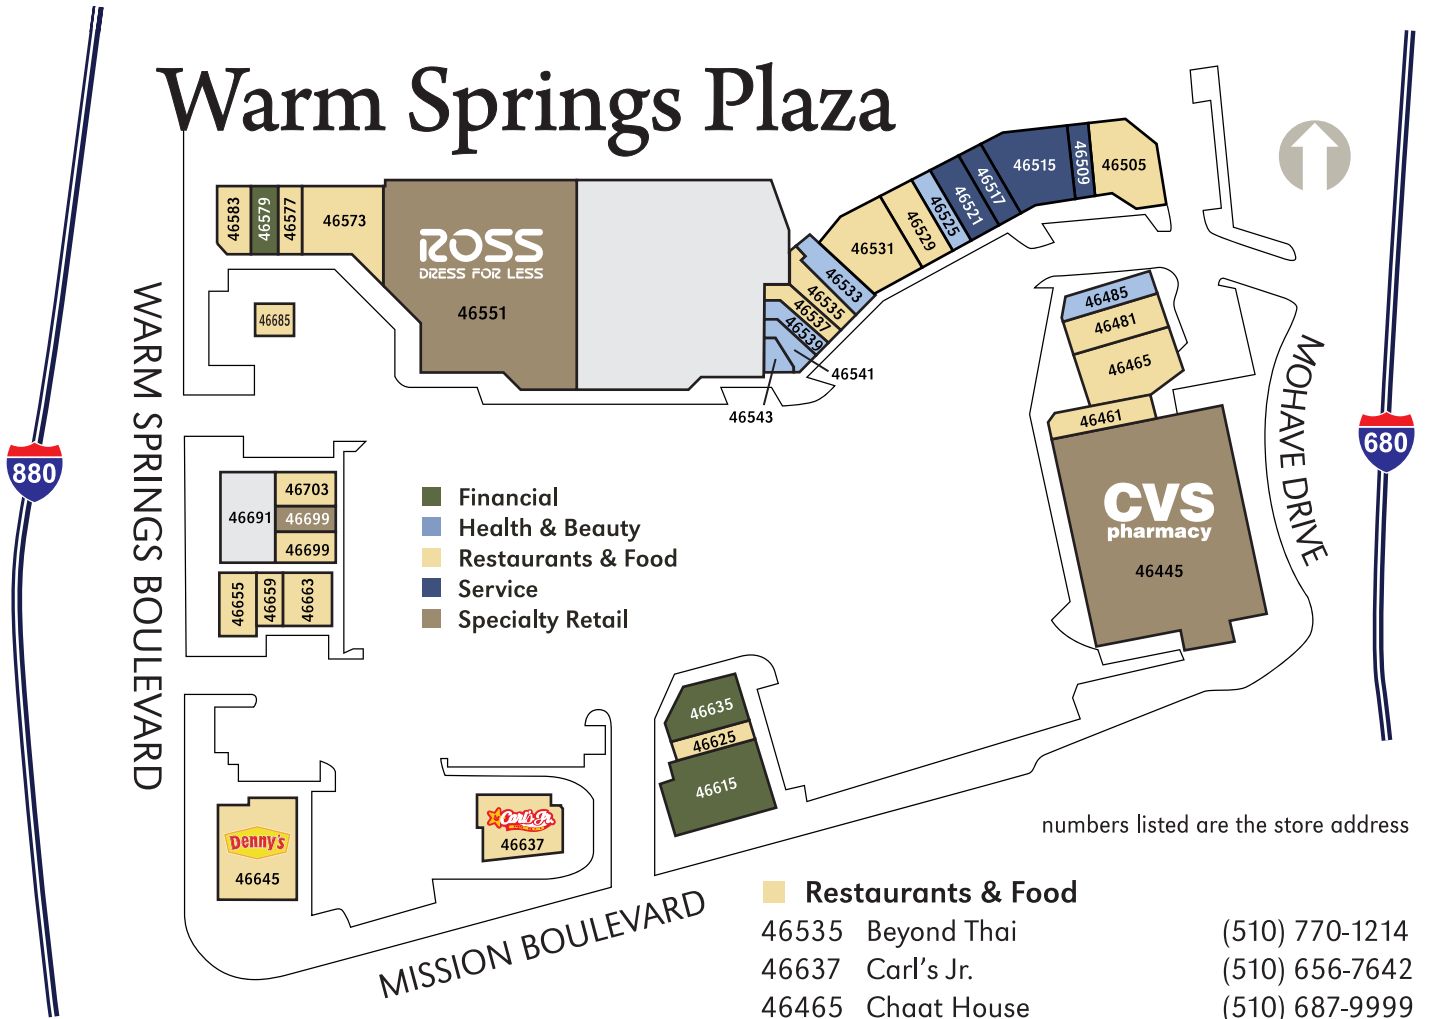 Warm Springs Plaza
46583
46579
46577
46573
ROSS
DRESS FOR LESS
46551
46685
46531
46529
46525
46521
46517
46515
46509
46505
46533
46535
46537
46539
46541
46543
46485
46481
46465
46461
CVS
pharmacy
46445
WARM SPRINGS BOULEVARD
MOHAVE DRIVE
880
680
46691
46703
46699
46699
46655
46659
46663
Financial
Health & Beauty
Restaurants & Food
Service
Specialty Retail
46635
46625
46615
Denny's
46645
Carl's Jr.
46637
MISSION BOULEVARD
numbers listed are the store address
Restaurants & Food
46535 Beyond Thai (510) 770-1214
46637 Carl's Jr. (510) 656-7642
46465 Chaat House (510) 687-9999